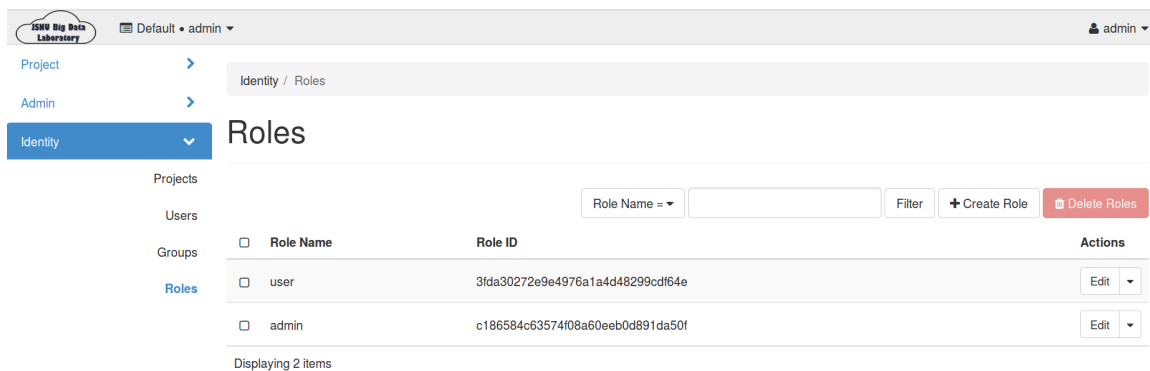 JSNU Big Data
Laboratory
Default • admin
admin
Project
Admin
Identity
Projects
Users
Groups
Roles
Identity / Roles
Roles
Role Name =
Filter
Create Role
Delete Roles
Role Name Role ID Actions
user 3fda30272e9e4976a1a4d48299cdf64e Edit
admin c186584c63574f08a60eeb0d891da50f Edit
Displaying 2 items